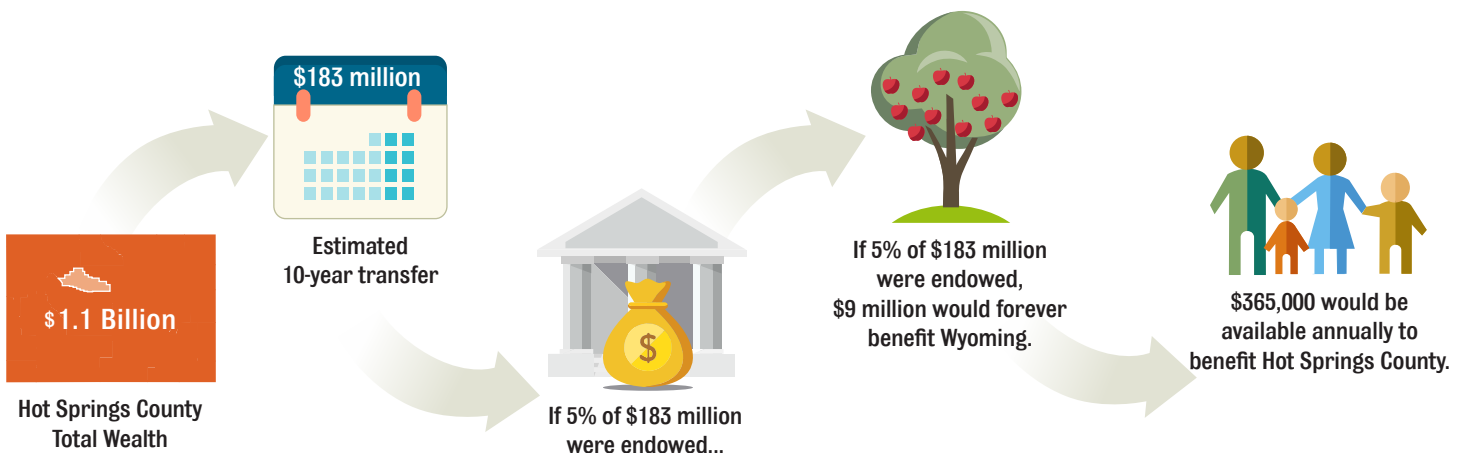 $1.1 Billion
Hot Springs County
Total Wealth
$183 million
Estimated
10-year transfer
$
If 5% of $183 million
were endowed...
If 5% of $183 million
were endowed,
$9 million would forever
benefit Wyoming.
$365,000 would be
available annually to
benefit Hot Springs County.